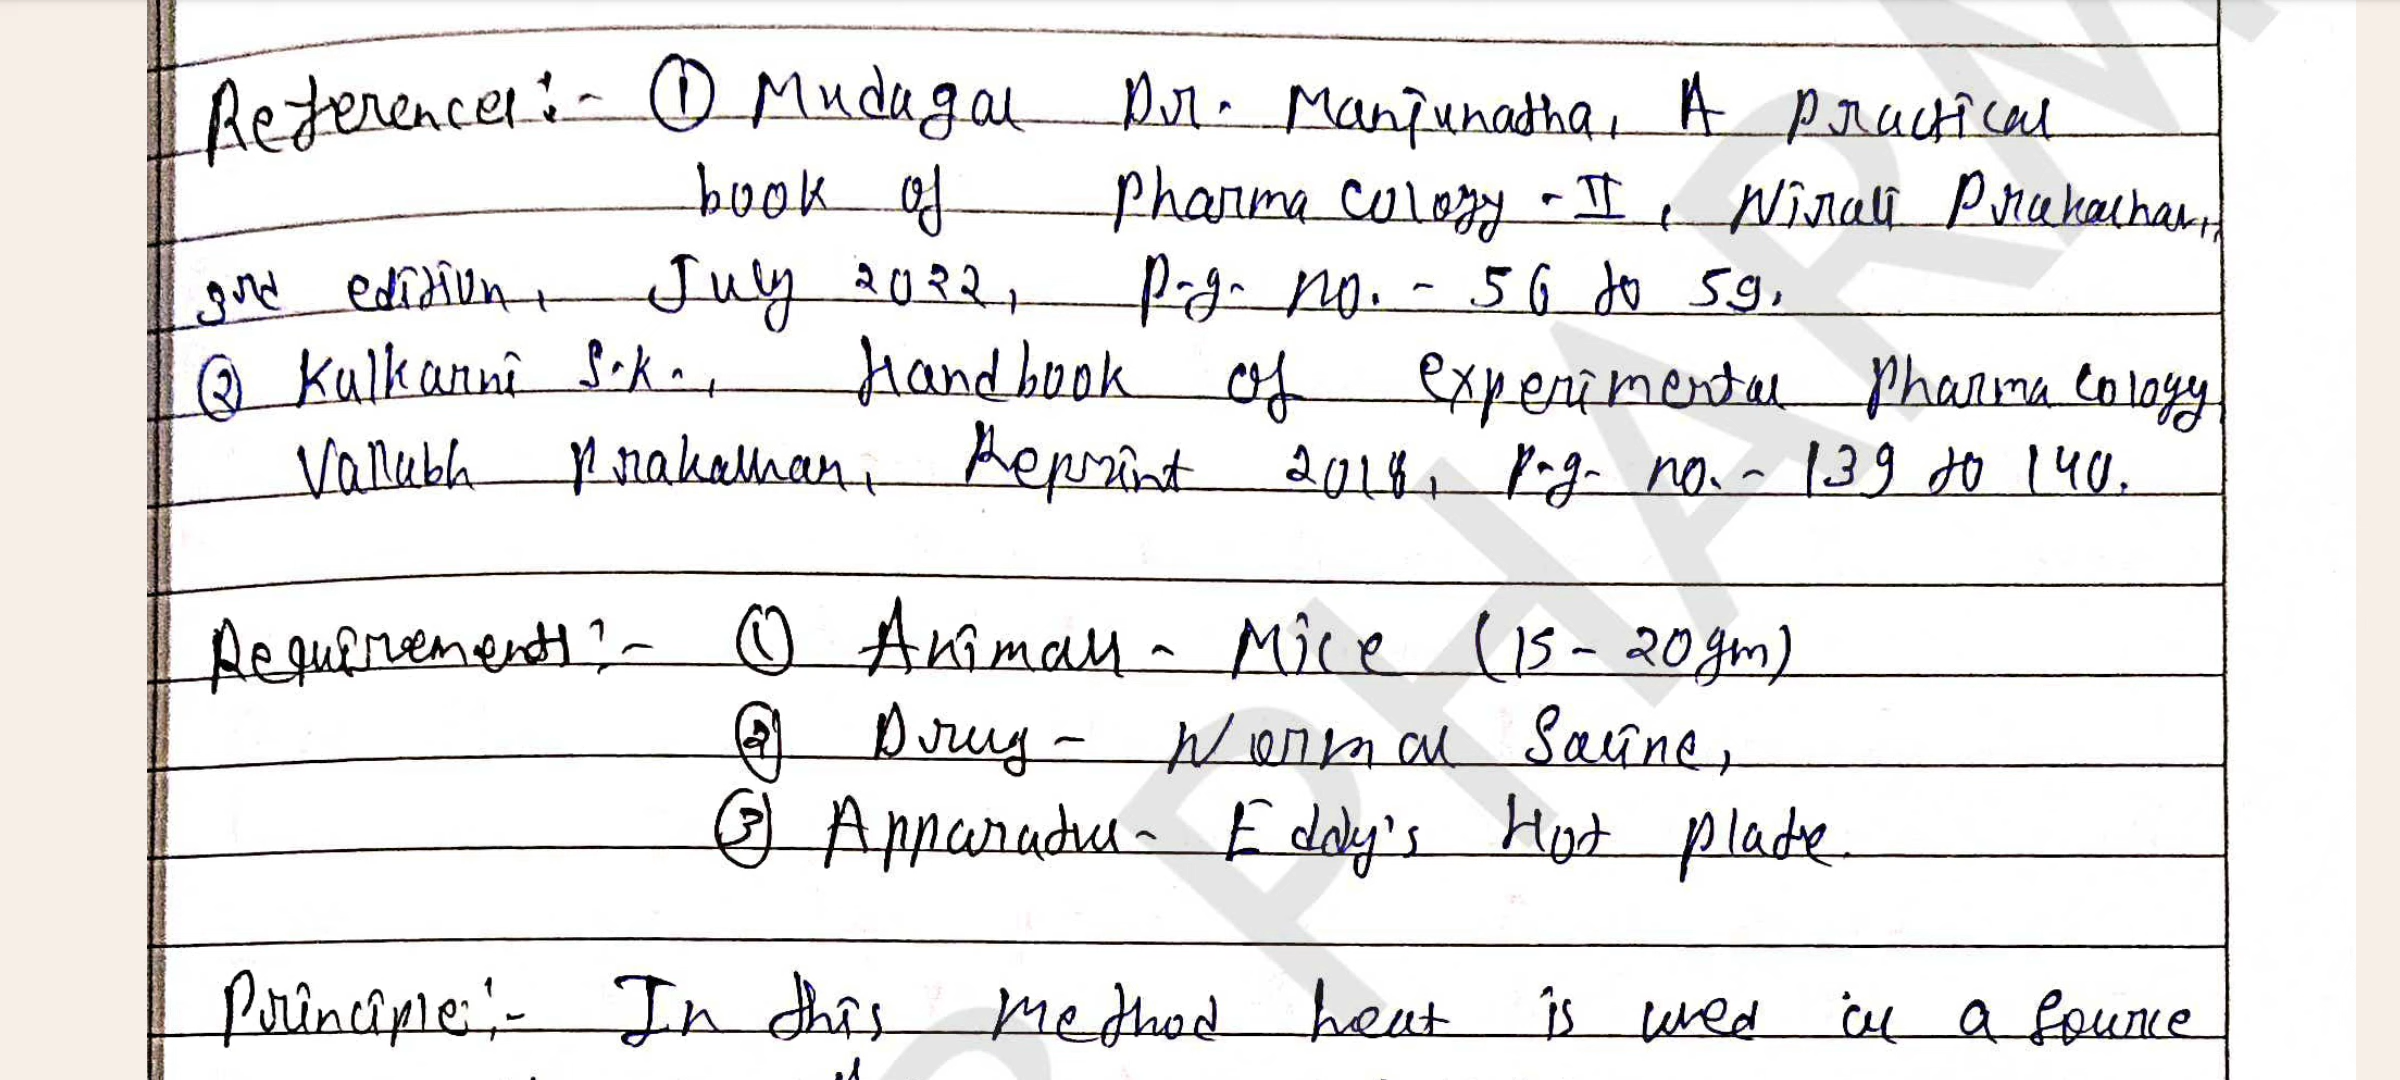 References:- ① Mudagal Dr. Manjunatha, A practical
book of pharmacology -II, Nirali Prakashan,
3rd edition, July 2022, p.g. no. - 56 to 59.
② Kulkarni S.K., Handbook of experimental pharmacology
Vallabh prakashan, Reprint 2018, p.g. no. - 139 to 140.
Requirements:- ① Animals - Mice (15 - 20gm)
② Drug - Normal Saline,
③ Apparatus - Eddy's Hot plate.
Principle:- In this method heat is used as a source
PHARM